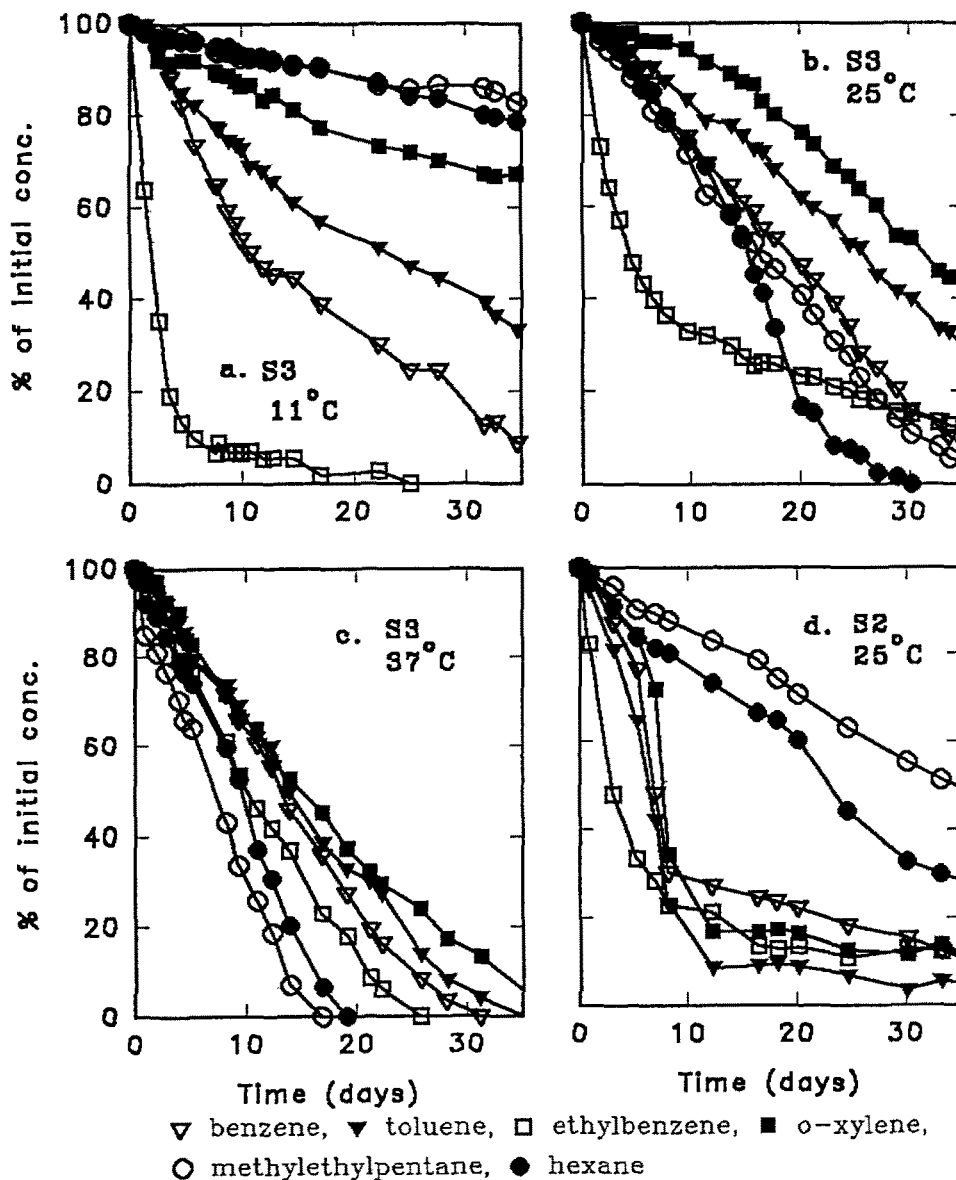 % of initial conc.
100
80
60
40
20
0
0 10 20 30
a. S3
11°C
b. S3
25°C
0 10 20 30
% of initial conc.
100
80
60
40
20
0
0 10 20 30
Time (days)
c. S3
37°C
d. S2
25°C
0 10 20 30
Time (days)
benzene, toluene, ethylbenzene, o-xylene,
methylethylpentane, hexane